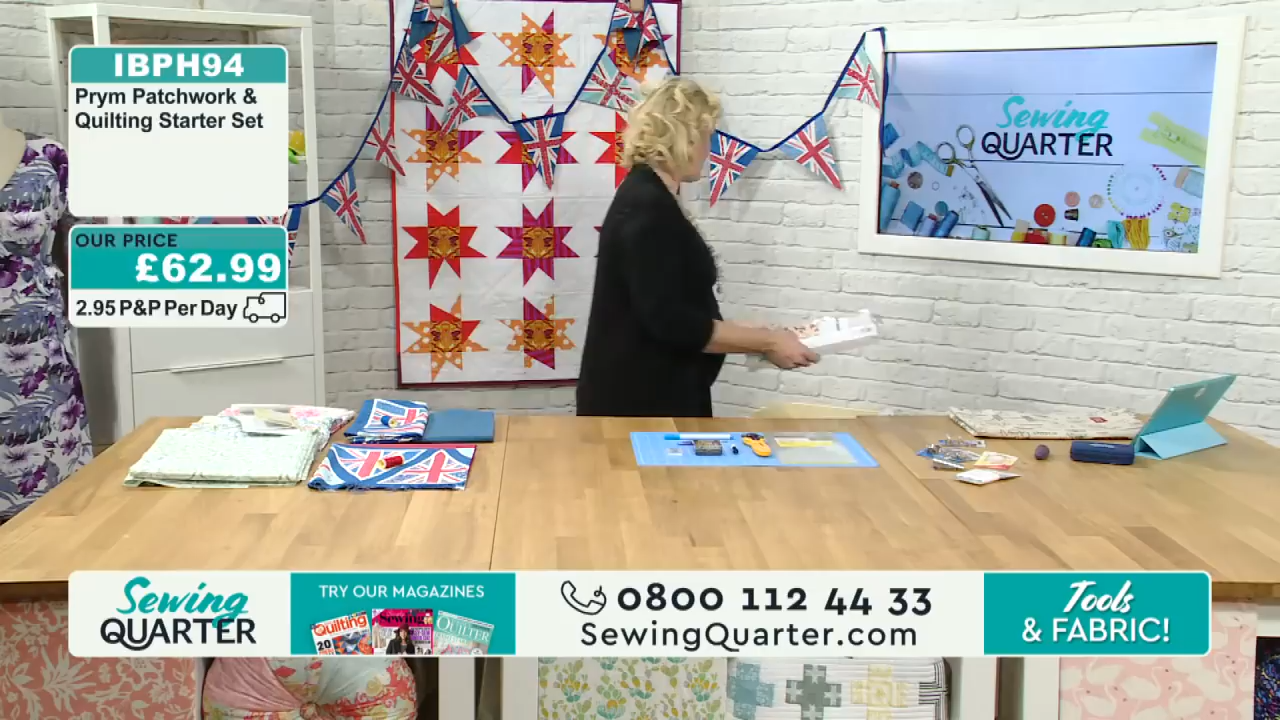 IBPH94
Prym Patchwork &
Quilting Starter Set
OUR PRICE
£62.99
2.95 P&P Per Day
Sewing
QUARTER
Sewing
QUARTER
TRY OUR MAGAZINES
Quilting
20
Sewing
QUILTER
0800 112 44 33
SewingQuarter.com
Tools
& FABRIC!